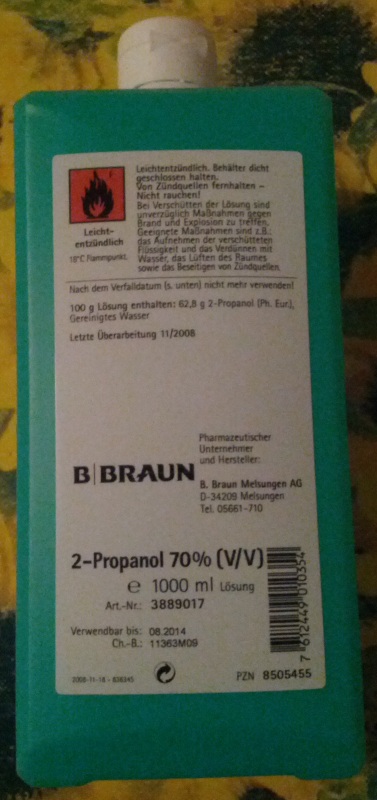 Leichtentzündlich. Behälter dicht
geschlossen halten.
Von Zündquellen fernhalten –
Nicht rauchen!
Bei Verschütten der Lösung sind
unverzüglich Maßnahmen gegen
Brand und Explosion zu treffen.
Geeignete Maßnahmen sind z.B.:
das Aufnehmen der verschütteten
Flüssigkeit und das Verdünnen mit
Wasser, das Lüften des Raumes
sowie das Beseitigen von Zündquellen.
Leicht-
entzündlich
18°C Flammpunkt.
Nach dem Verfalldatum (s. unten) nicht mehr verwenden!
100 g Lösung enthalten: 62,8 g 2-Propanol (Ph. Eur.),
Gereinigtes Wasser
Letzte Überarbeitung 11/2008
Pharmazeutischer
Unternehmer
und Hersteller:
B|BRAUN
B. Braun Melsungen AG
D-34209 Melsungen
Tel. 05661-710
2-Propanol 70% (V/V)
e 1000 ml Lösung
Art.-Nr.: 3889017
Verwendbar bis: 08.2014
Ch.-B.: 11363M09
7 612449 010354
PZN 8505455